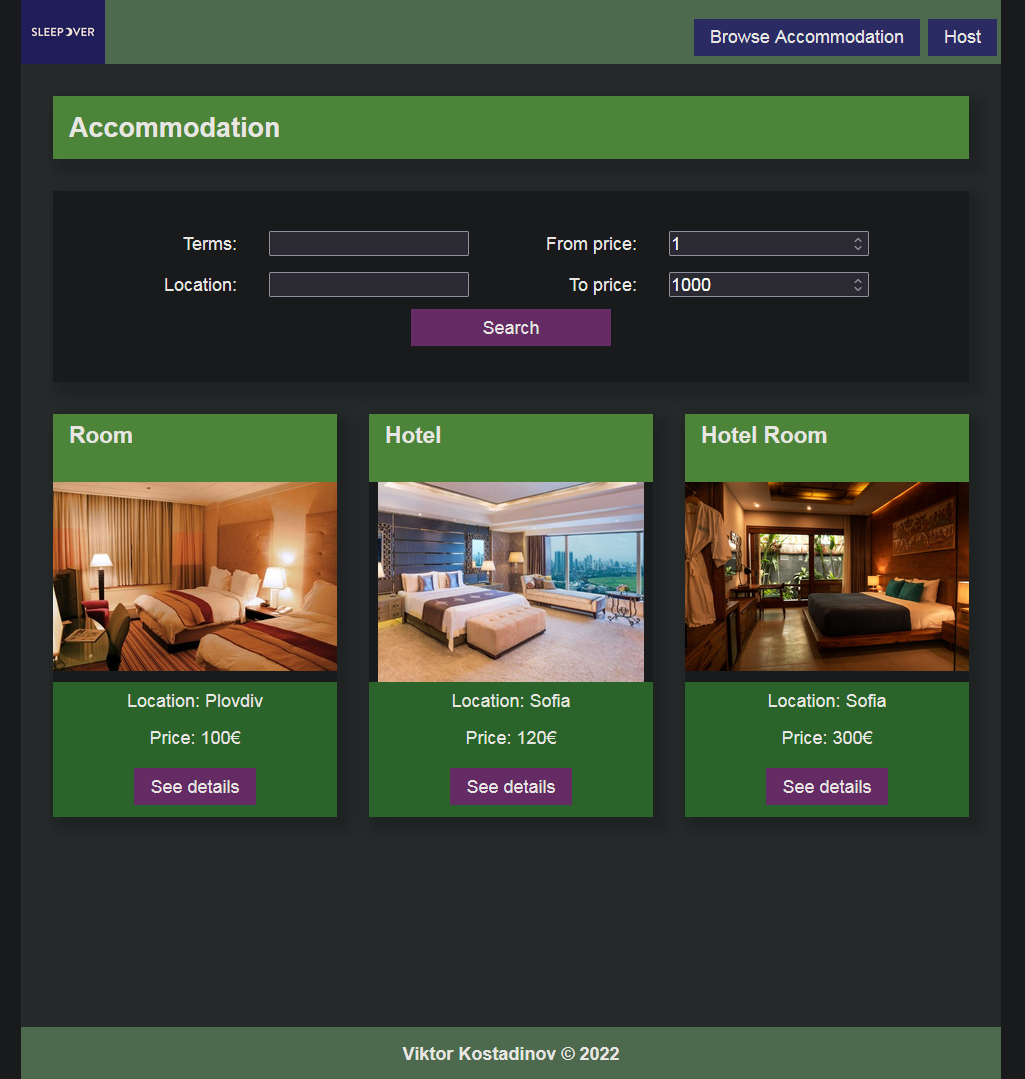 SLEEPOVER
Browse Accommodation Host
Accommodation
Terms: From price: 1
Location: To price: 1000
Search
Room
Location: Plovdiv
Price: 100€
See details
Hotel
Location: Sofia
Price: 120€
See details
Hotel Room
Location: Sofia
Price: 300€
See details
Viktor Kostadinov © 2022